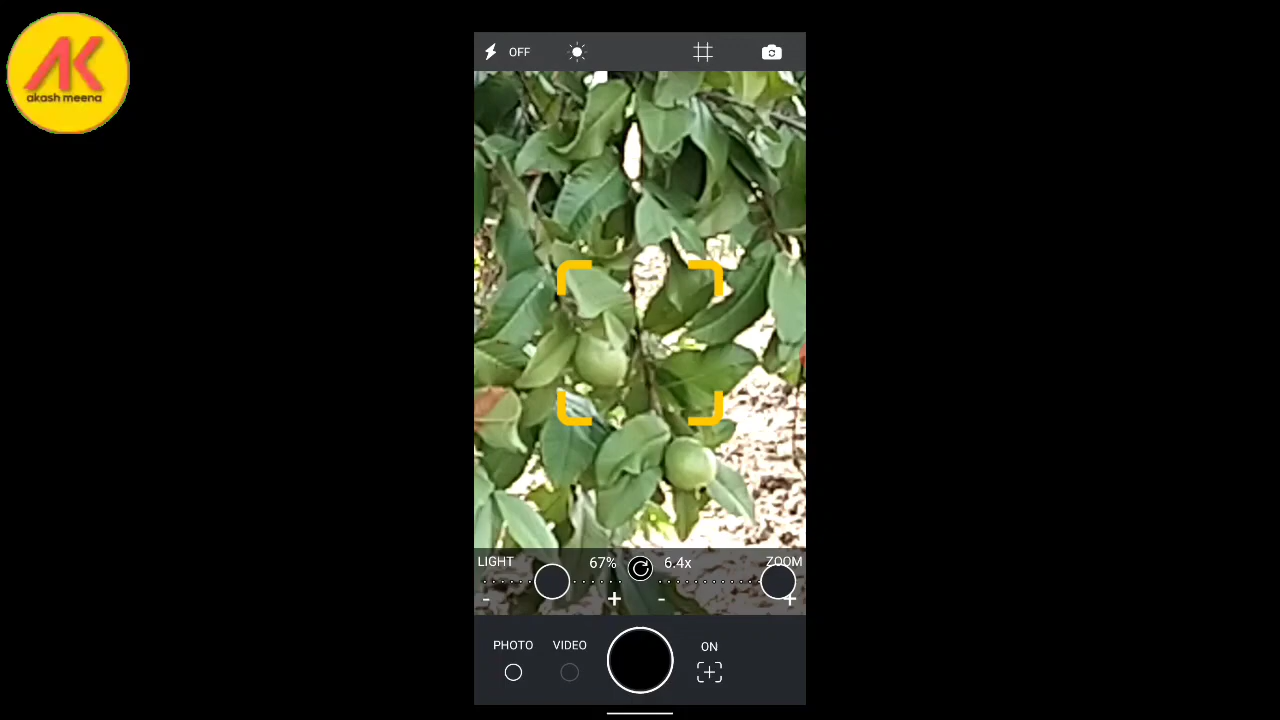 OFF
AK
akash meena
LIGHT 67% 6.4x ZOOM
- + - +
PHOTO VIDEO ON